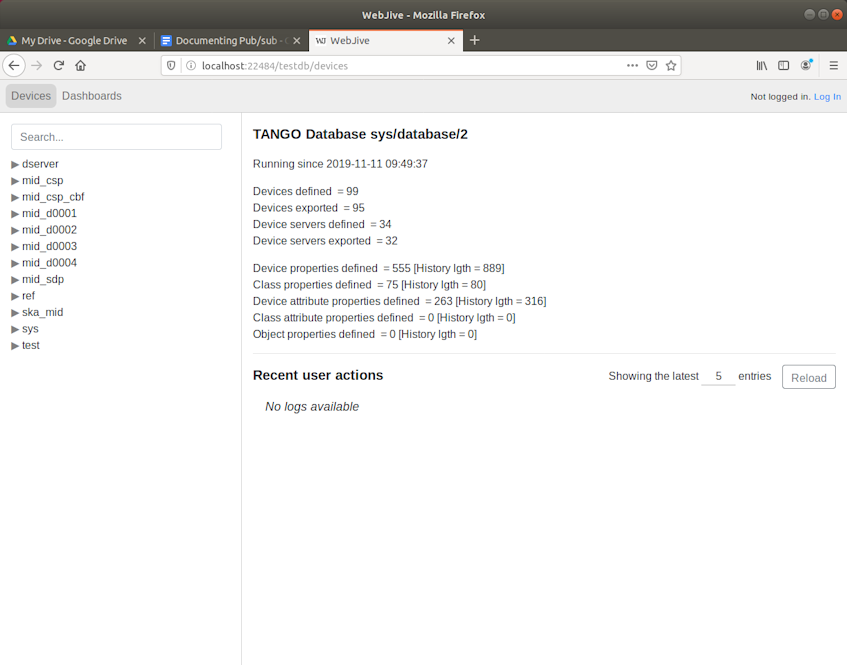 WebJive - Mozilla Firefox
My Drive - Google Drive
Documenting Pub/sub -
WJ WebJive
localhost:22484/testdb/devices
Devices Dashboards
Not logged in. Log In
Search...
dserver
mid_csp
mid_csp_cbf
mid_d0001
mid_d0002
mid_d0003
mid_d0004
mid_sdp
ref
ska_mid
sys
test
TANGO Database sys/database/2
Running since 2019-11-11 09:49:37
Devices defined = 99
Devices exported = 95
Device servers defined = 34
Device servers exported = 32
Device properties defined = 555 [History lgth = 889]
Class properties defined = 75 [History lgth = 80]
Device attribute properties defined = 263 [History lgth = 316]
Class attribute properties defined = 0 [History lgth = 0]
Object properties defined = 0 [History lgth = 0]
Recent user actions
Showing the latest 5 entries Reload
No logs available